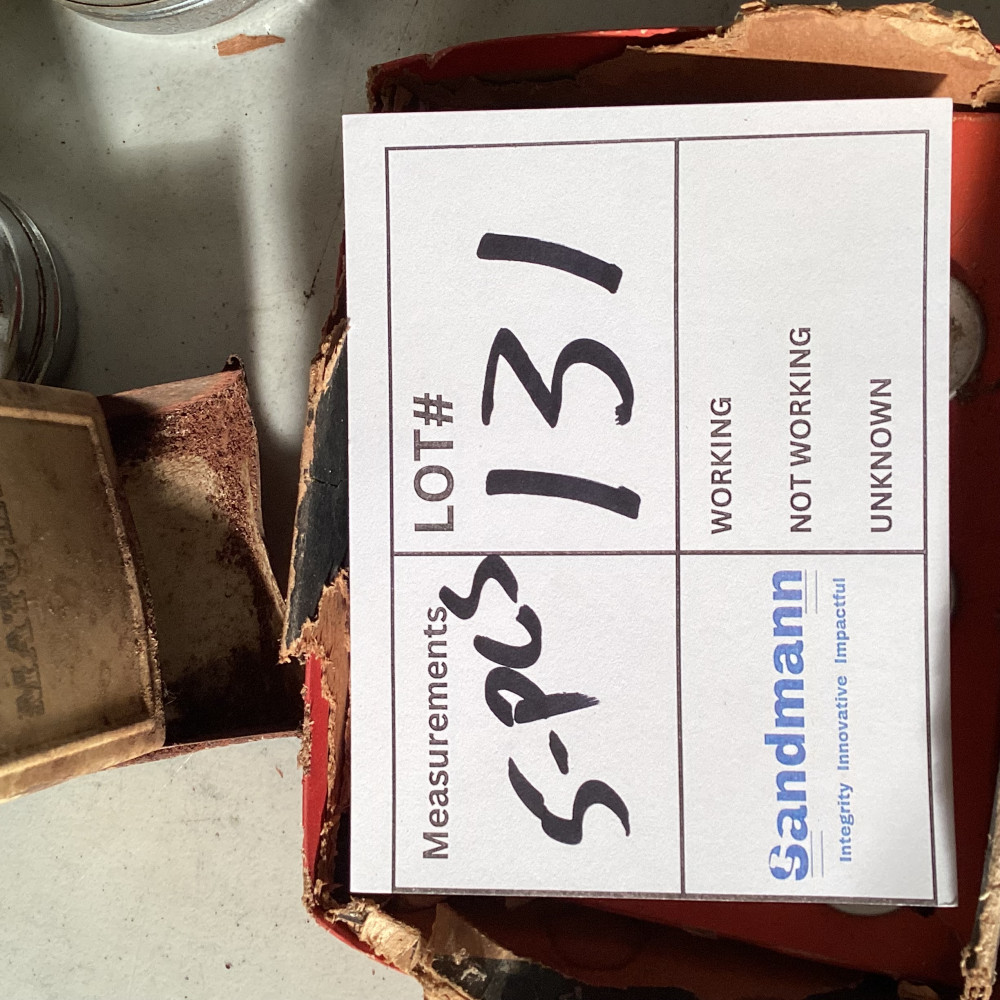 Measurements
5-pcs
LOT#
131
Sandmann
Integrity Innovative Impactful
WORKING
NOT WORKING
UNKNOWN